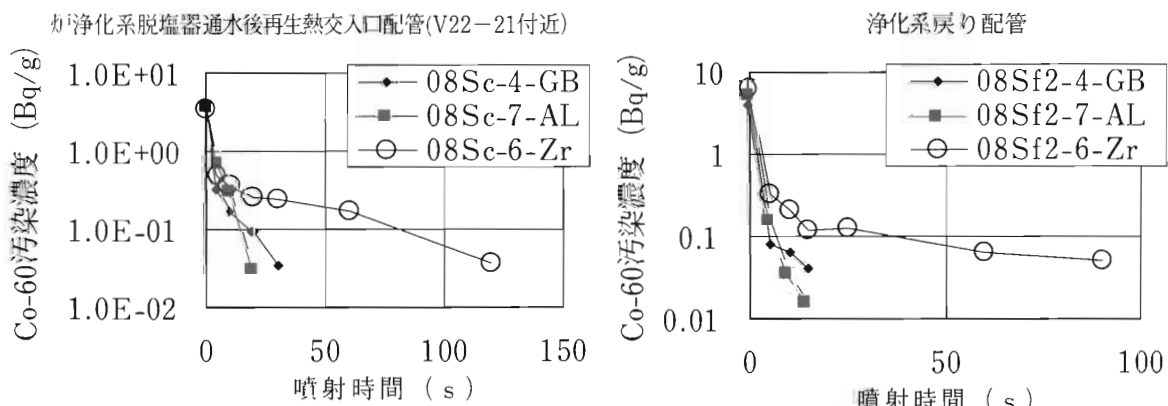 炉浄化系脱塩器通水後再生熱交入口配管(V22-21付近)
Co-60汚染濃度 (Bq/g)
1.0E+01
1.0E+00
1.0E-01
1.0E-02
08Sc-4-GB
08Sc-7-AL
08Sc-6-Zr
0
50
100
150
噴射時間 (s)
浄化系戻り配管
Co-60汚染濃度 (Bq/g)
10
1
0.1
0.01
08Sf2-4-GB
08Sf2-7-AL
08Sf2-6-Zr
0
50
100
噴射時間 (s)